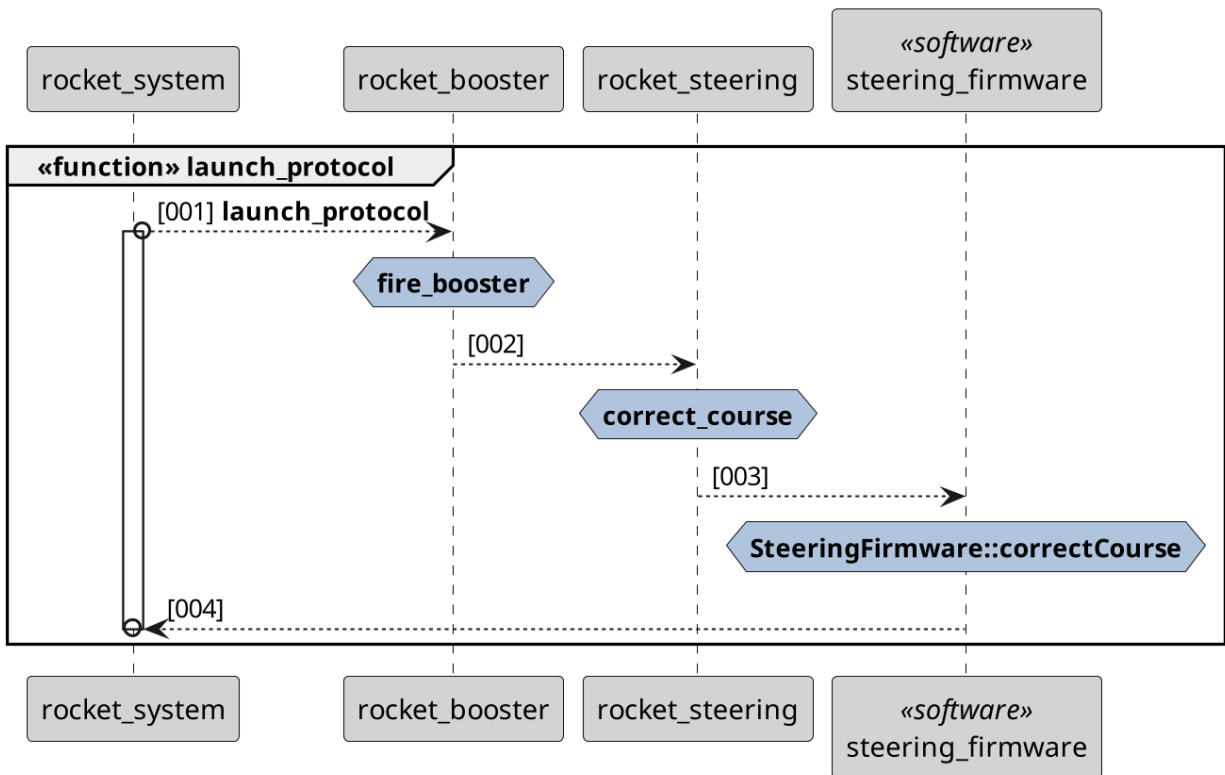 rocket_system
rocket_booster
rocket_steering
«software»
steering_firmware
«function» launch_protocol
[001] launch_protocol
fire_booster
[002]
correct_course
[003]
SteeringFirmware::correctCourse
[004]
rocket_system
rocket_booster
rocket_steering
«software»
steering_firmware